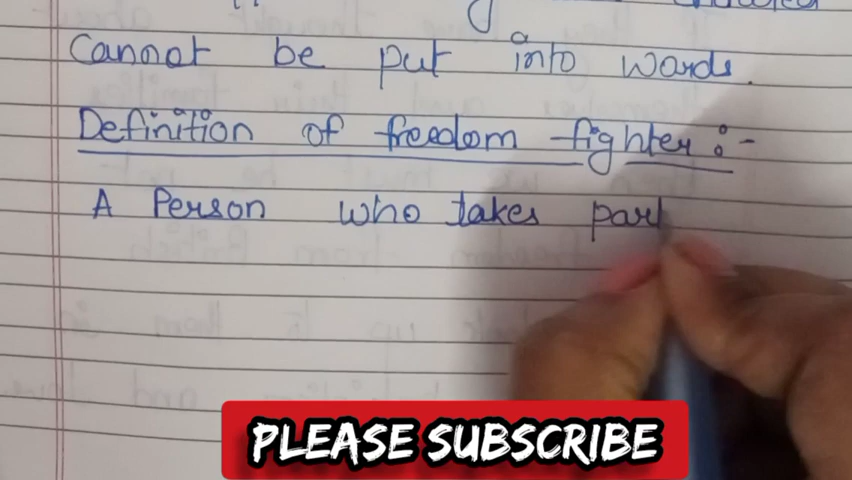 Cannot be put into words.
Definition of freedom fighter :-
A Person who takes part
PLEASE SUBSCRIBE